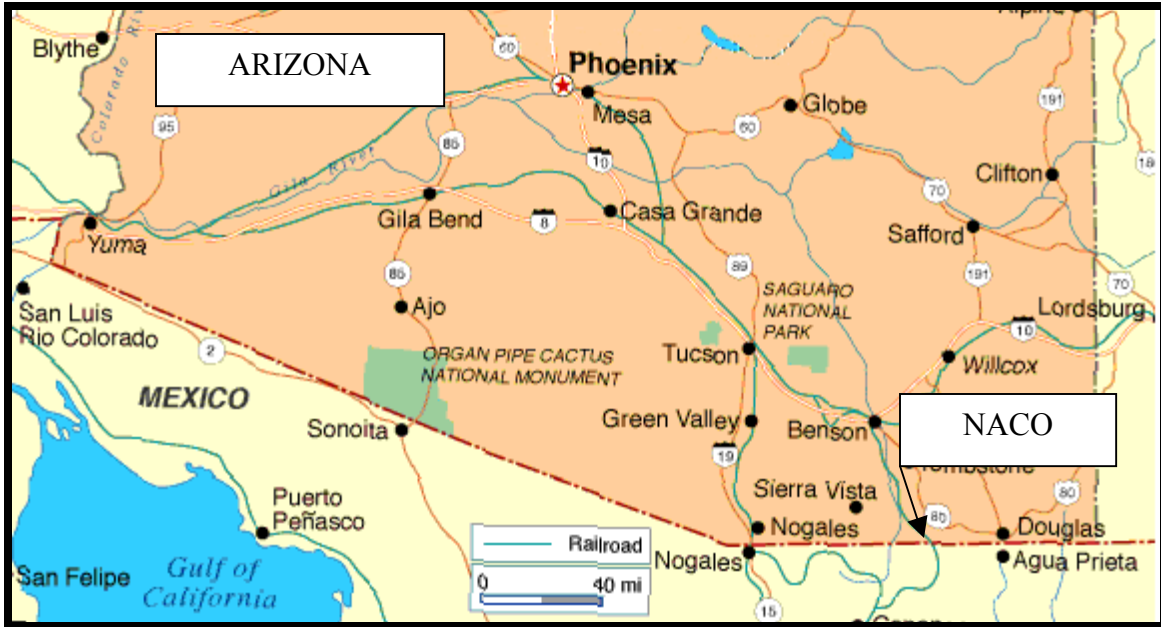 Blythe
ARIZONA
Colorado
60
Phoenix
Mesa
Globe
191
95
85
60
10
180
Clifton
Gila River
70
Gila Bend
8
Casa Grande
Safford
Yuma
85
89
191
70
San Luis
Rio Colorado
Ajo
SAGUARO
NATIONAL
PARK
Lordsburg
10
2
ORGAN PIPE CACTUS
NATIONAL MONUMENT
Tucson
Willcox
MEXICO
Sonoita
Green Valley
Benson
NACO
19
Tombstone
Sierra Vista
80
Puerto
Peñasco
80
Nogales
Douglas
Railroad
Nogales
Agua Prieta
San Felipe
Gulf of
California
0 40 mi
15